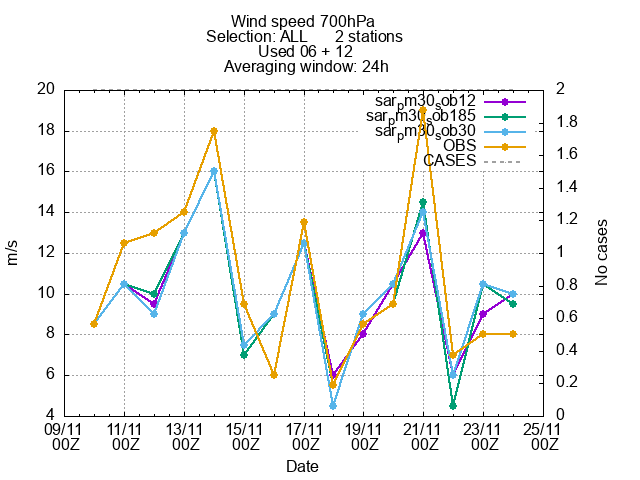 Wind speed 700hPa
Selection: ALL 2 stations
Used 06 + 12
Averaging window: 24h
20 2
sarpm30sob12
sarpm30sob185
18 1.8
sarpm30sob30
OBS
16 CASES 1.6
14 1.4
12 1.2
10 1
8 0.8
6 0.6
4 0.4
0.2
0
m/s
No cases
09/11 11/11 13/11 15/11 17/11 19/11 21/11 23/11 25/11
00Z 00Z 00Z 00Z 00Z 00Z 00Z 00Z 00Z
Date